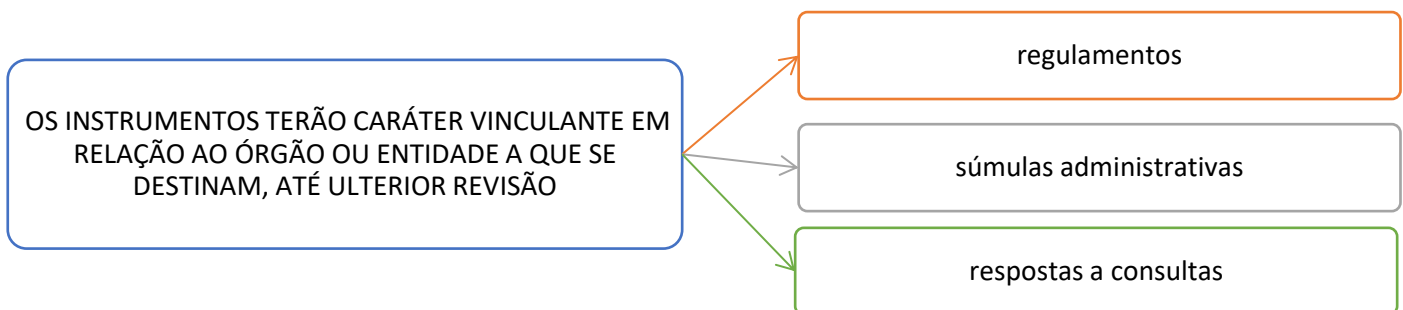 OS INSTRUMENTOS TERÃO CARÁTER VINCULANTE EM
RELAÇÃO AO ÓRGÃO OU ENTIDADE A QUE SE
DESTINAM, ATÉ ULTERIOR REVISÃO
regulamentos
súmulas administrativas
respostas a consultas